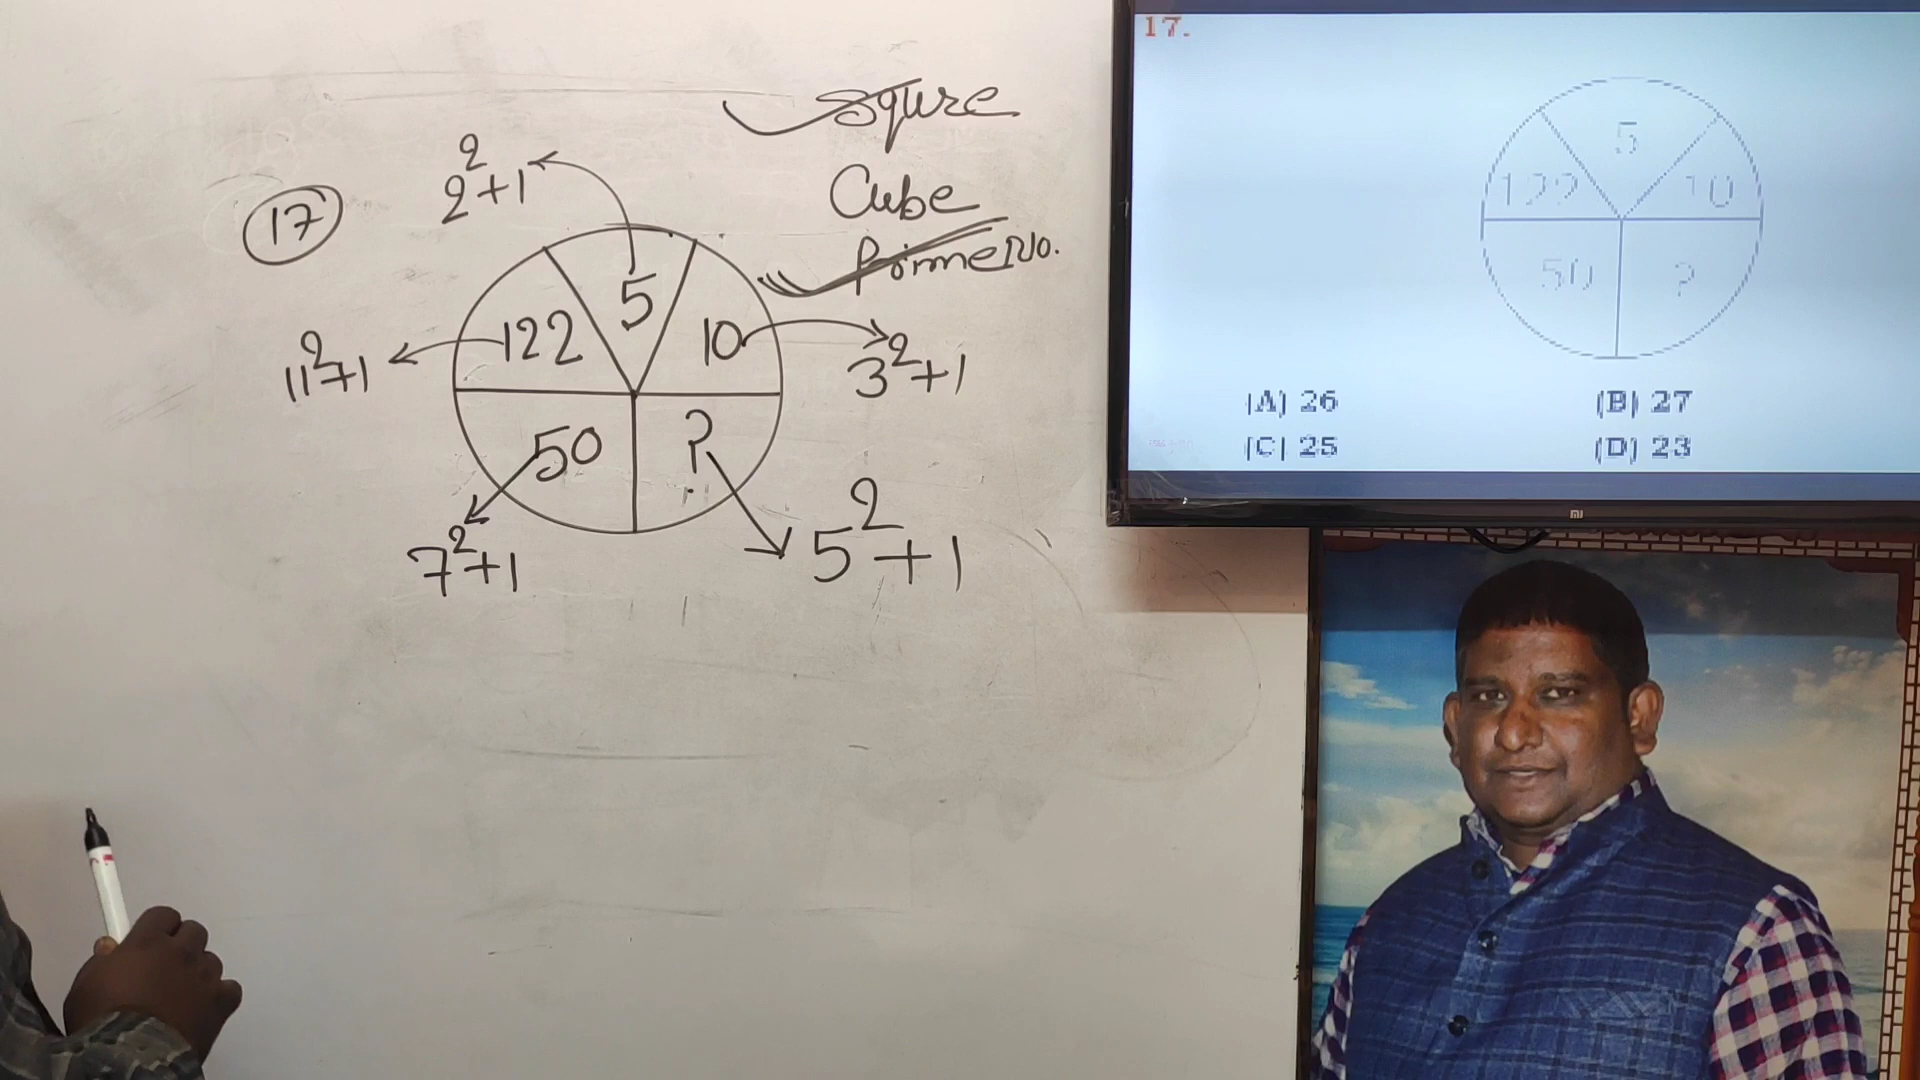 17
Squre
Cube
Prime No.
2²+1
5
122
10
50
?
11²+1
3²+1
7²+1
5²+1
17.
5
122
10
50
?
(A) 26
(B) 27
(C) 25
(D) 23
mi